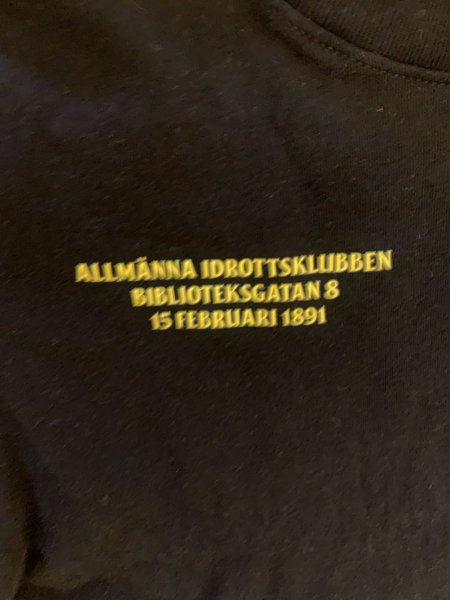 ALLMÄNNA IDROTTSKLUBBEN
BIBLIOTEKSGATAN 8
15 FEBRUARI 1891